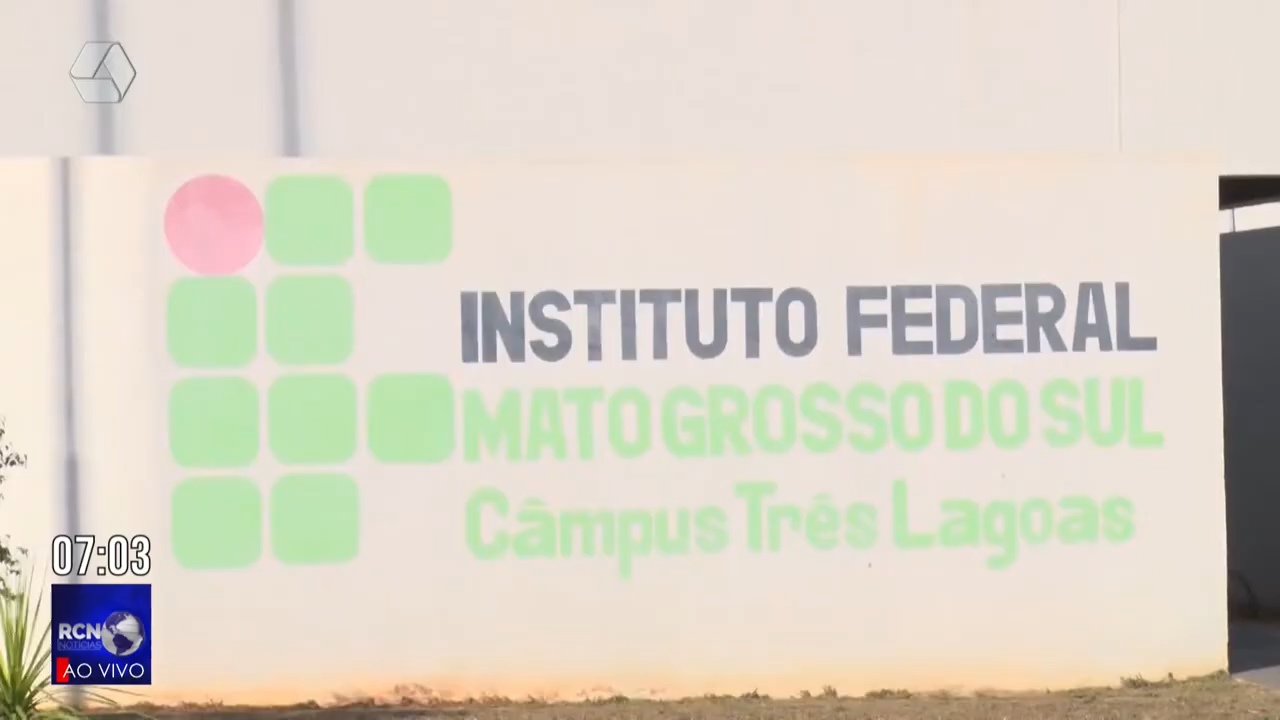 INSTITUTO FEDERAL
MATO GROSSO DO SUL
Câmpus Três Lagoas
07:03
RCN
NOTÍCIAS
AO VIVO